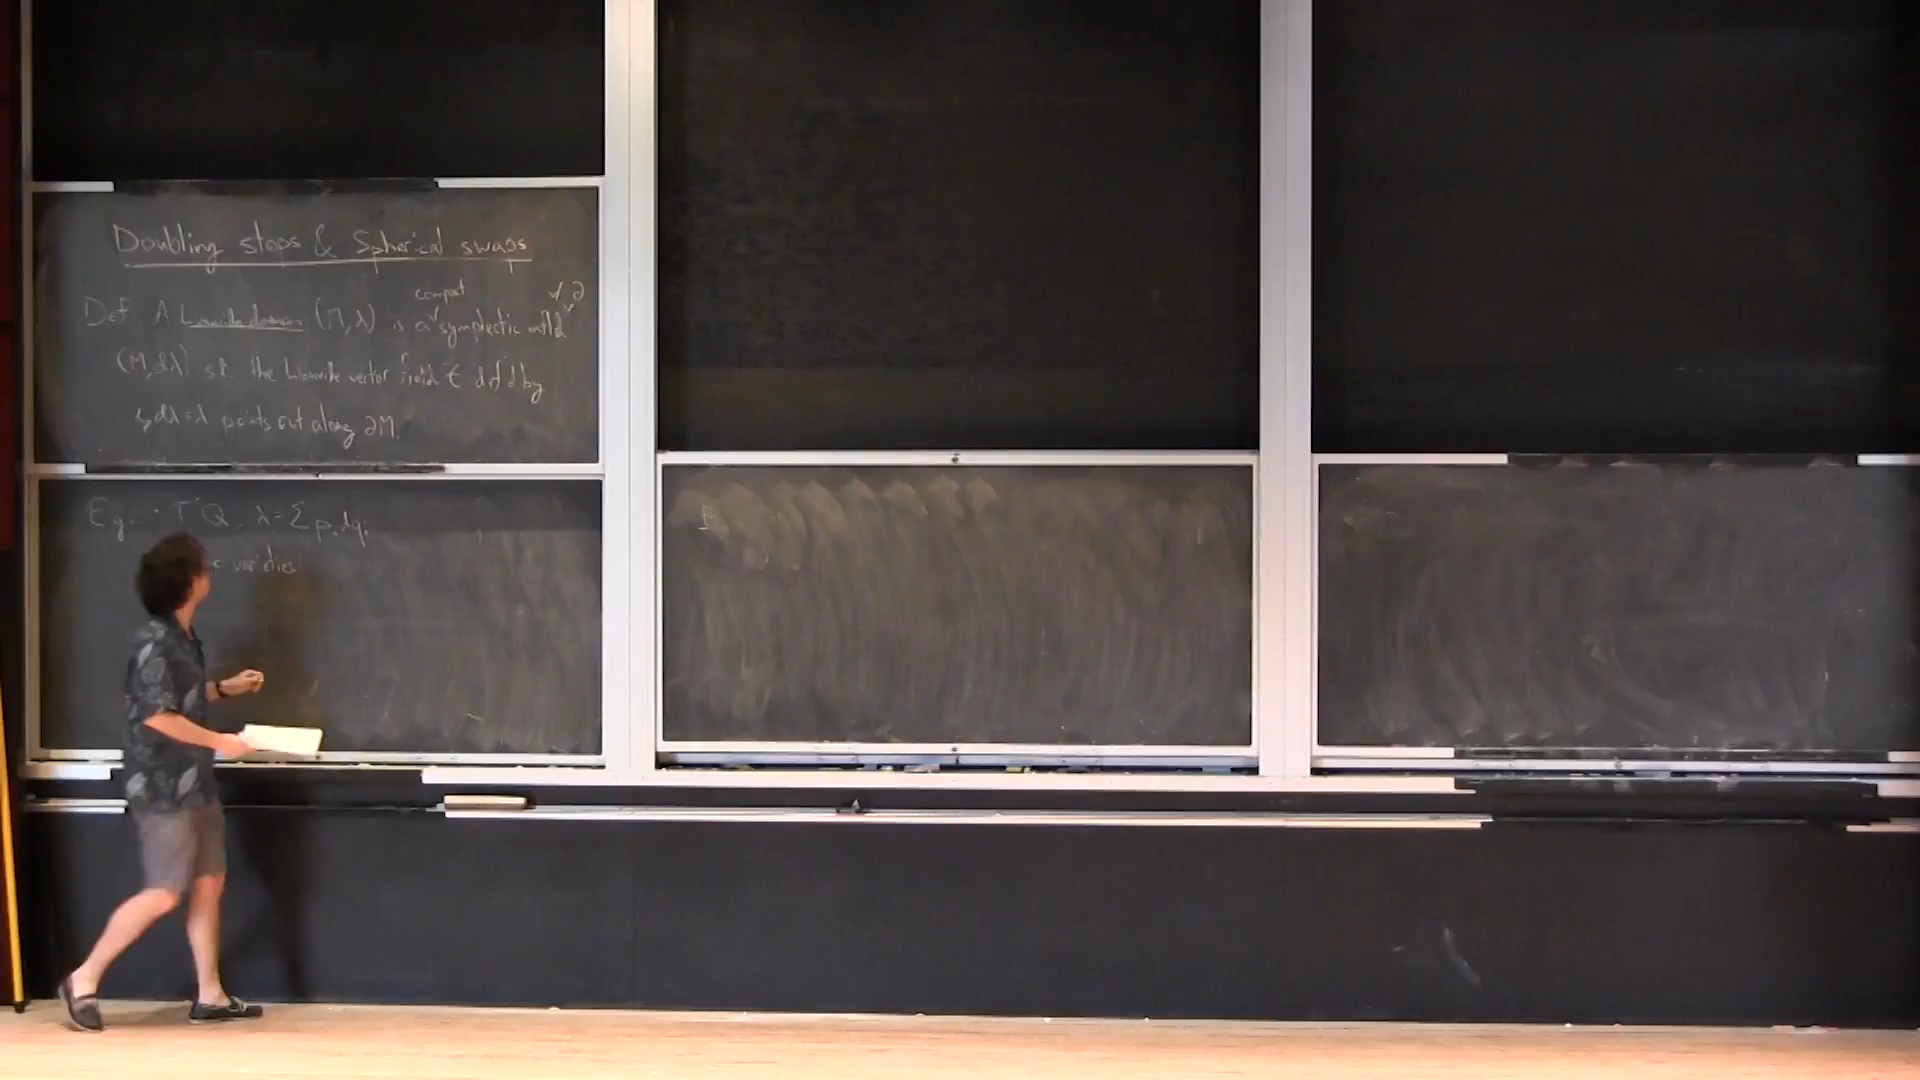 Doubling stops & Spherical swaps
Def A Liouville domain (M, λ) is a compact symplectic mfld w/ ∂
(M, dλ) s.t. the Liouville vector field Z def'd by
ι_Z dλ = λ points out along ∂M.
Eg. • T*Q, λ = Σ p_i dq_i
varieties
E